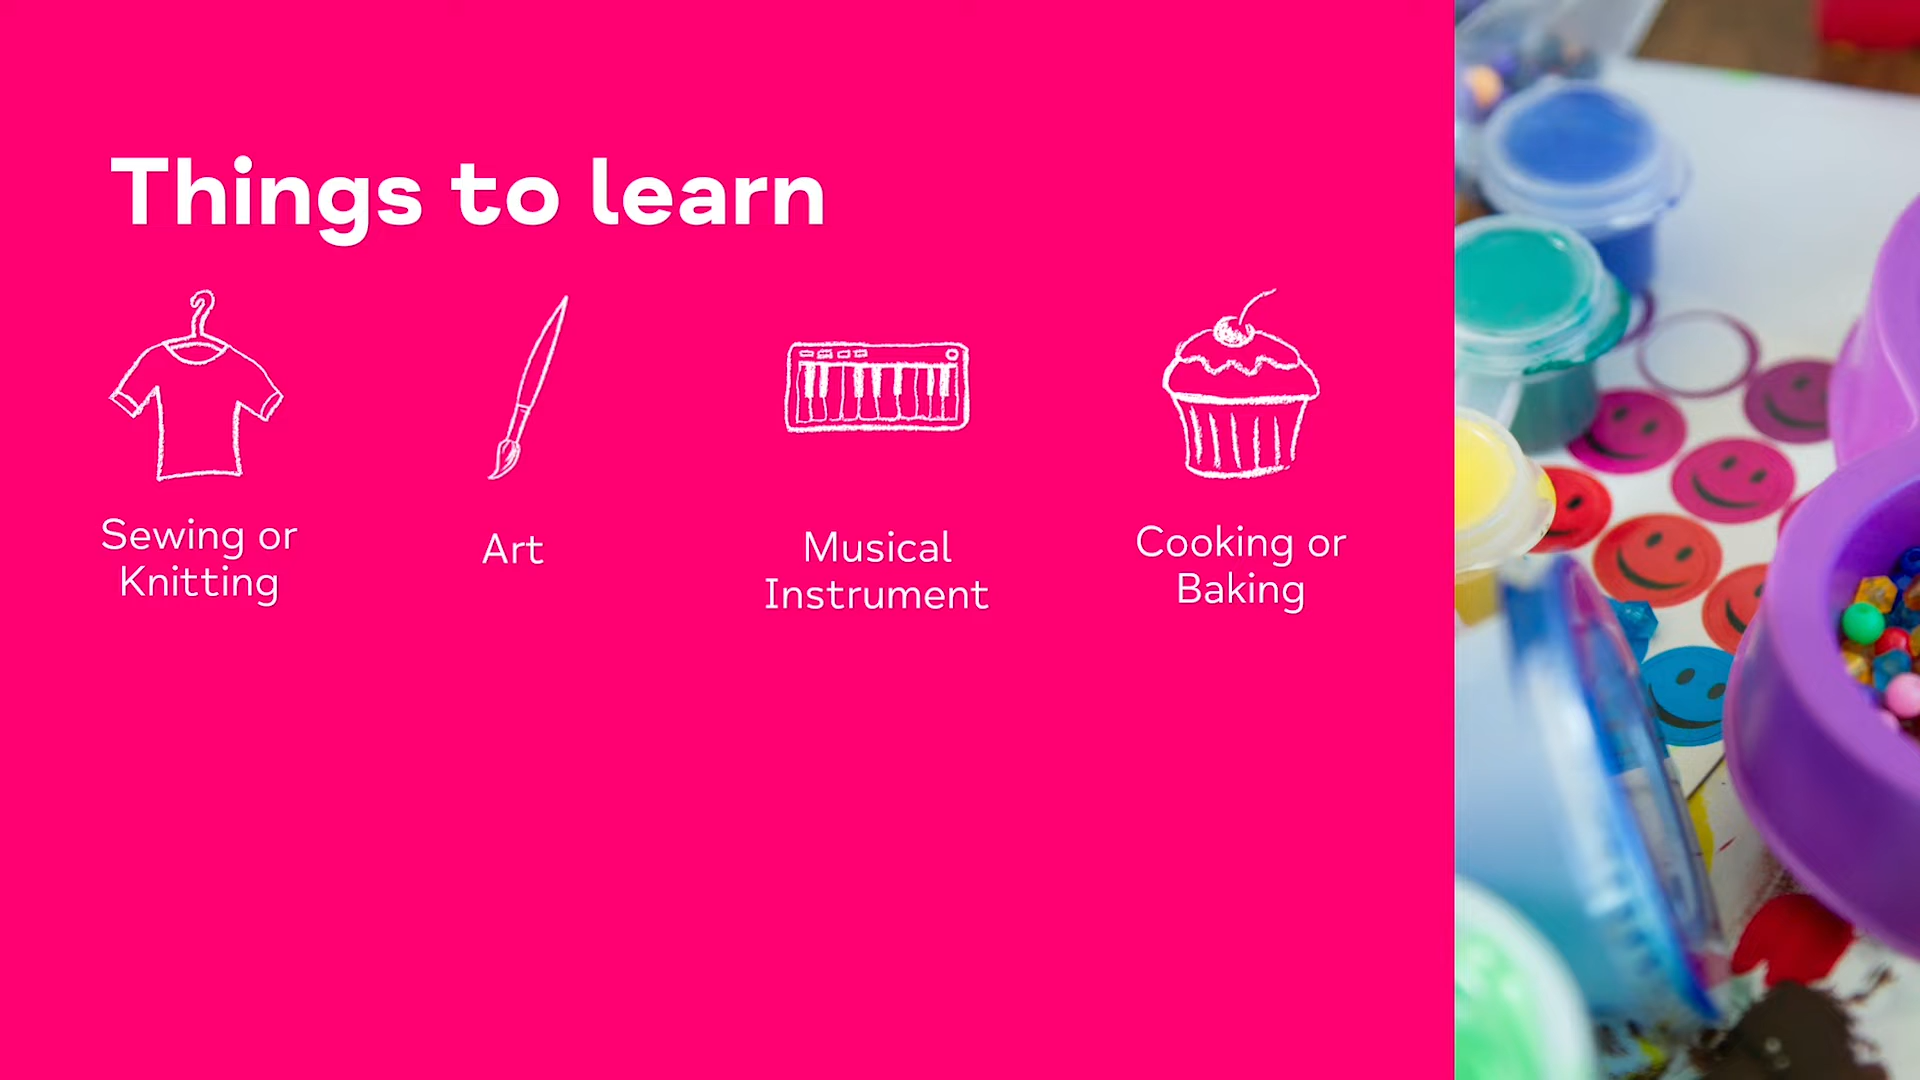 Things to learn
Sewing or
Knitting
Art
Musical
Instrument
Cooking or
Baking